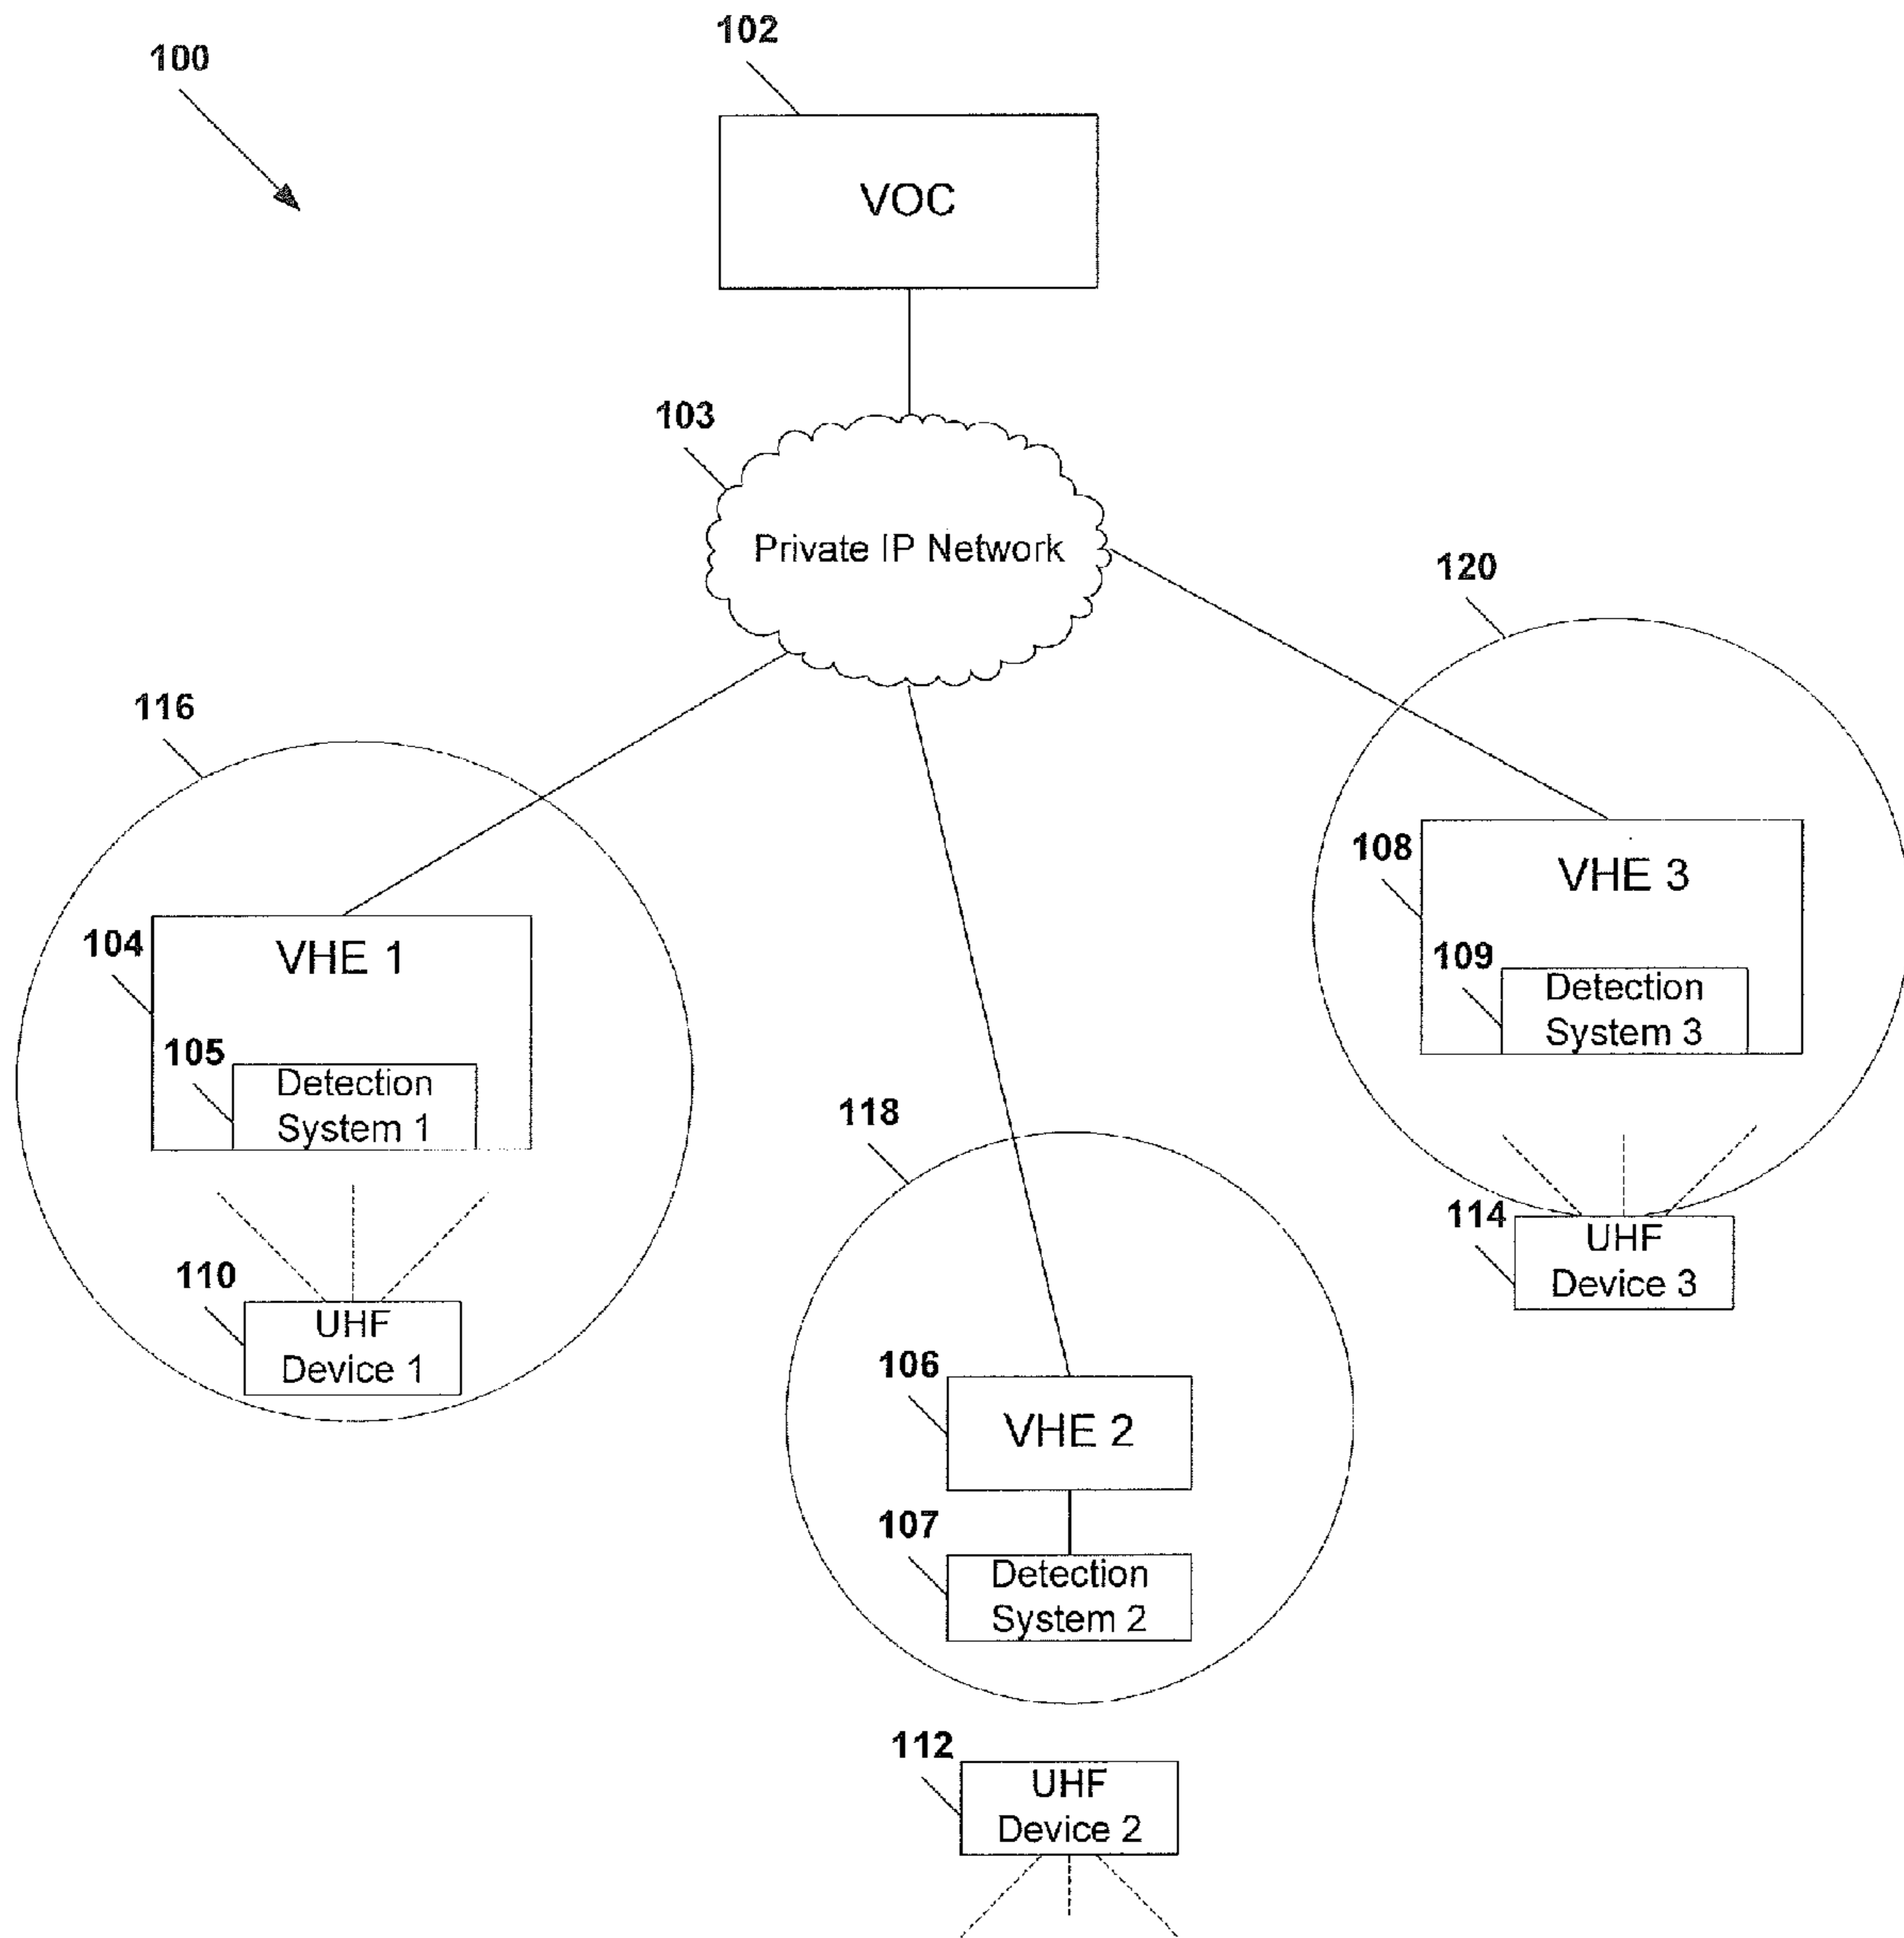 102
100
VOC
103
Private IP Network
120
116
108
VHE 3
104
VHE 1
109
Detection
System 3
105
Detection
System 1
118
114
UHF
Device 3
110
UHF
Device 1
106
VHE 2
107
Detection
System 2
112
UHF
Device 2